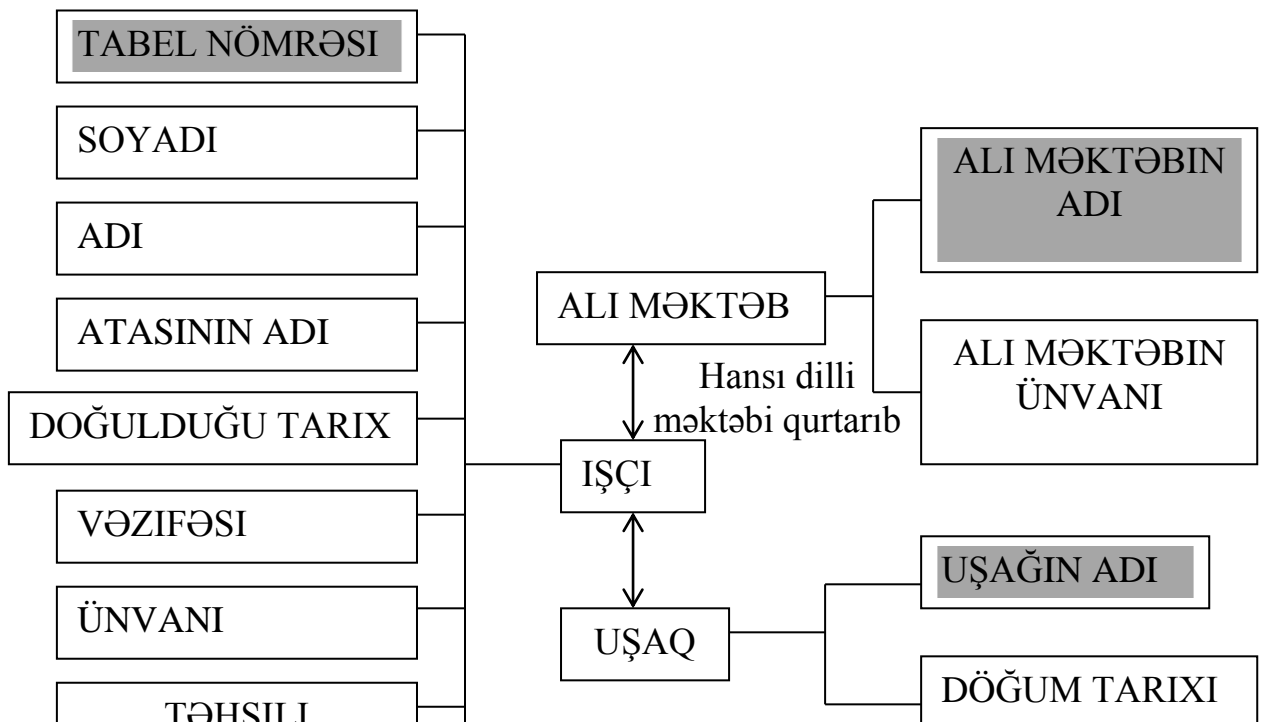 TABEL NÖMRƏSI
SOYADI
ADI
ATASININ ADI
DOĞULDUĞU TARIX
VƏZIFƏSI
ÜNVANI
TƏHSILI
ALI MƏKTƏB
Hansı dilli
məktəbi qurtarıb
IŞÇI
UŞAQ
ALI MƏKTƏBIN
ADI
ALI MƏKTƏBIN
ÜNVANI
UŞAĞIN ADI
DÖĞUM TARIXI